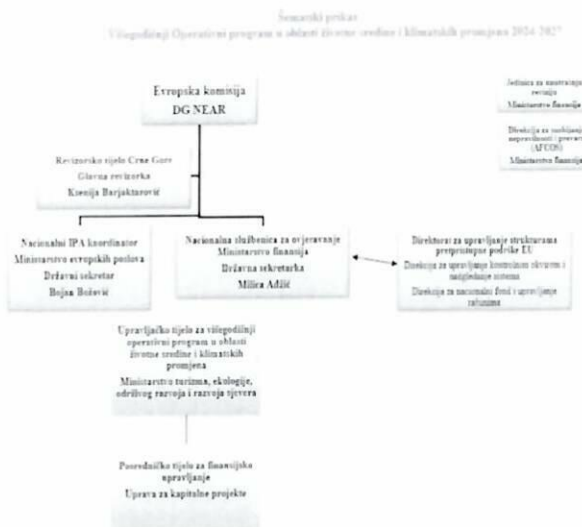 Šematski prikaz
Višegodišnji Operativni program u oblasti životne sredine i klimatskih promjena 2024-2027
Evropska komisija
DG NEAR
Jedinica za unutrašnju
reviziju
Ministarstvo finansija
Direkcija za suzbijanje
nepravilnosti i prevara
(AFCOS)
Ministarstvo finansija
Revizorsko tijelo Crne Gore
Glavna revizorka
Ksenija Barjaktarović
Nacionalni IPA koordinator
Ministarstvo evropskih poslova
Državni sekretar
Bojan Božović
Nacionalna službenica za ovjeravanje
Ministarstvo finansija
Državna sekretarka
Milica Adžić
Direktorat za upravljanje strukturama
pretpristupne podrške EU
Direkcija za upravljanje kontrolnim okvirom i
nadgledanje sistema
Direkcija za nacionalni fond i upravljanje
računima
Upravljačko tijelo za višegodišnji
operativni program u oblasti
životne sredine i klimatskih
promjena
Ministarstvo turizma, ekologije,
održivog razvoja i razvoja sjevera
Posredničko tijelo za finansijsko
upravljanje
Uprava za kapitalne projekte